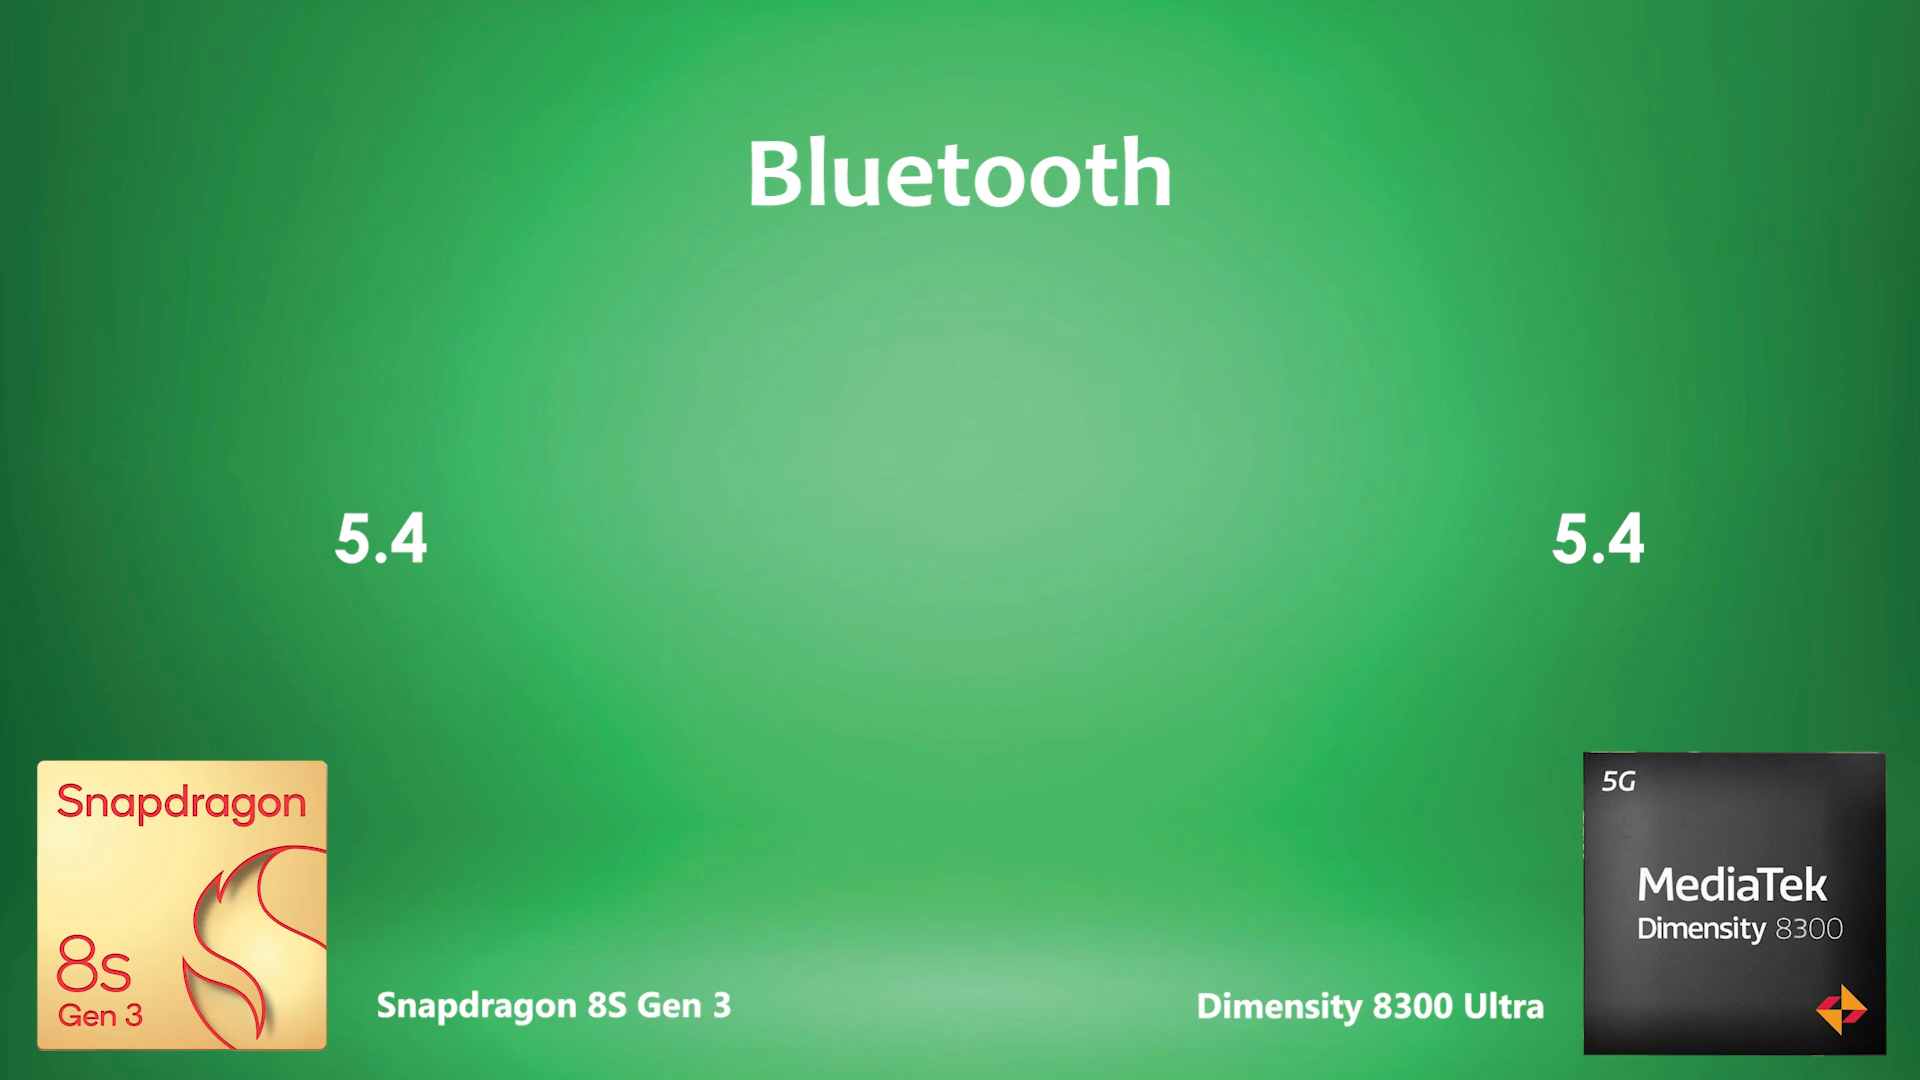 Bluetooth
5.4
5.4
Snapdragon
8s
Gen 3
Snapdragon 8S Gen 3
Dimensity 8300 Ultra
5G
MediaTek
Dimensity 8300